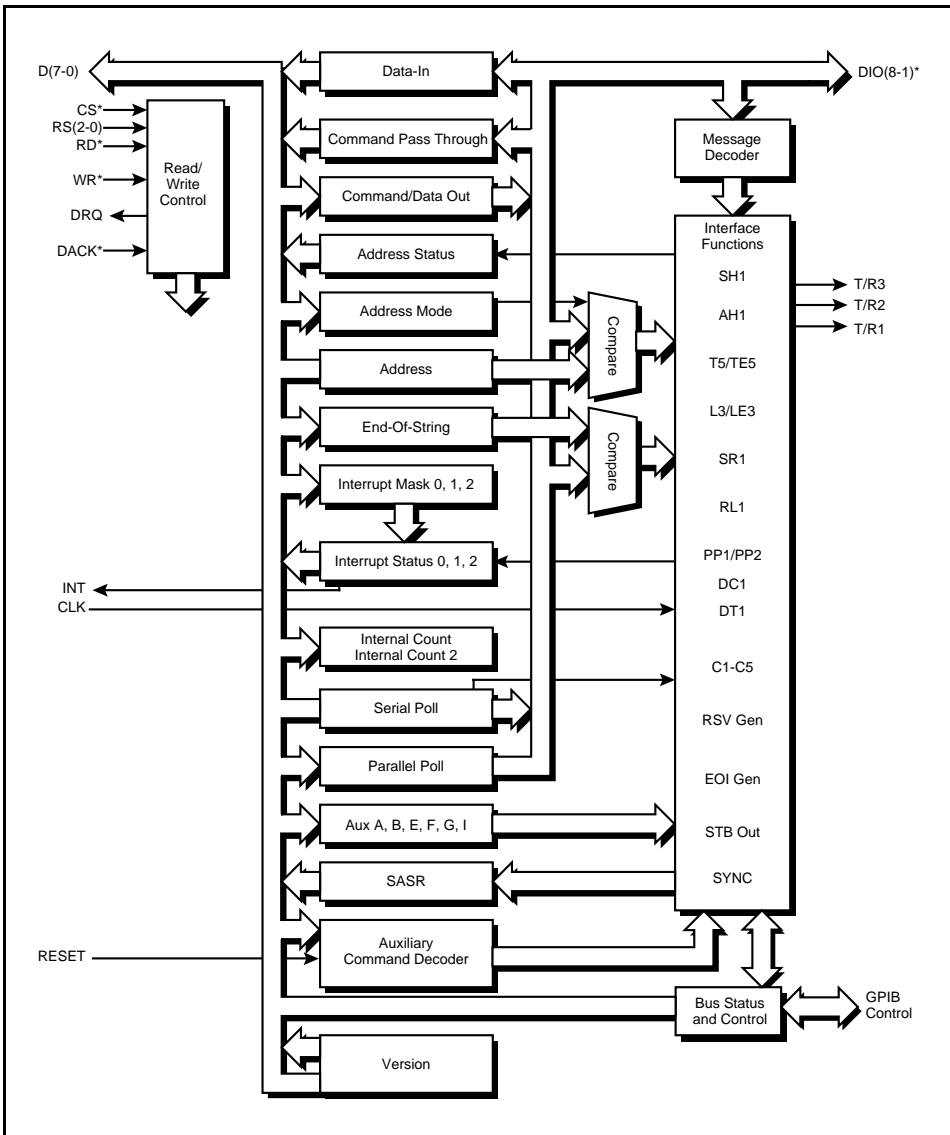 D(7-0)
Data-In
DIO(8-1)*
CS*
RS(2-0)
RD*
WR*
DRQ
DACK*
Read/
Write
Control
Command Pass Through
Command/Data Out
Address Status
Address Mode
Address
End-Of-String
Interrupt Mask 0, 1, 2
Interrupt Status 0, 1, 2
INT
CLK
Internal Count
Internal Count 2
Serial Poll
Parallel Poll
Aux A, B, E, F, G, I
SASR
RESET
Auxiliary
Command Decoder
Version
Compare
Compare
Message
Decoder
Interface
Functions
SH1
AH1
T5/TE5
L3/LE3
SR1
RL1
PP1/PP2
DC1
DT1
C1-C5
RSV Gen
EOI Gen
STB Out
SYNC
T/R3
T/R2
T/R1
Bus Status
and Control
GPIB
Control